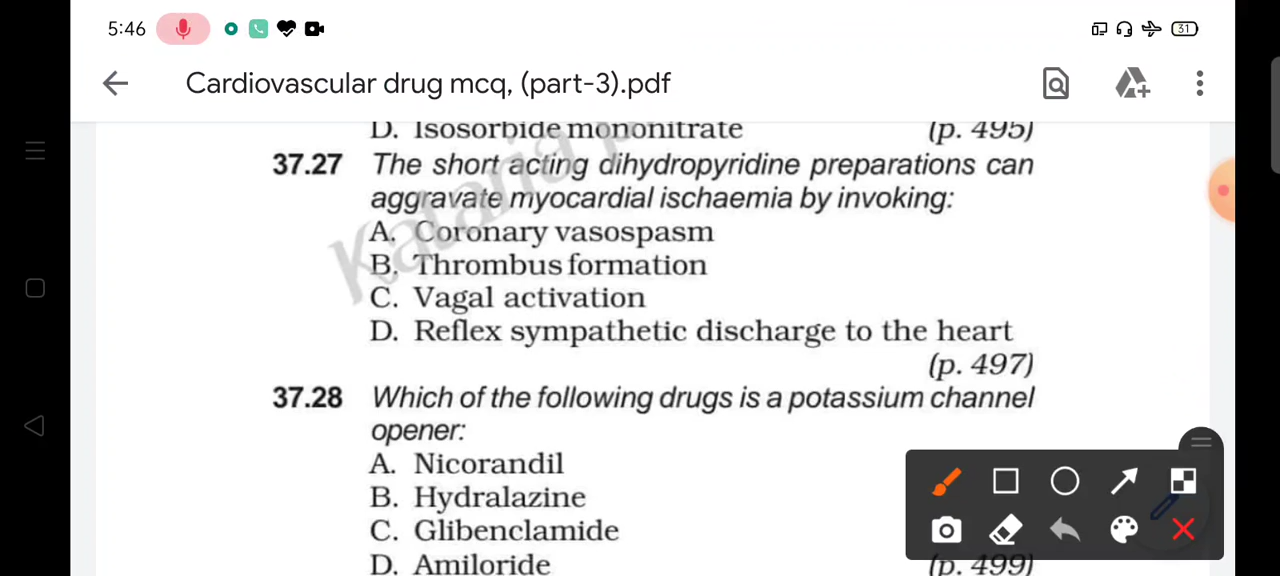 5:46
31
Cardiovascular drug mcq, (part-3).pdf
D. Isosorbide mononitrate (p. 495)
37.27 The short acting dihydropyridine preparations can
aggravate myocardial ischaemia by invoking:
A. Coronary vasospasm
B. Thrombus formation
C. Vagal activation
D. Reflex sympathetic discharge to the heart
(p. 497)
37.28 Which of the following drugs is a potassium channel
opener:
A. Nicorandil
B. Hydralazine
C. Glibenclamide
D. Amiloride (p. 499)
Kalaria